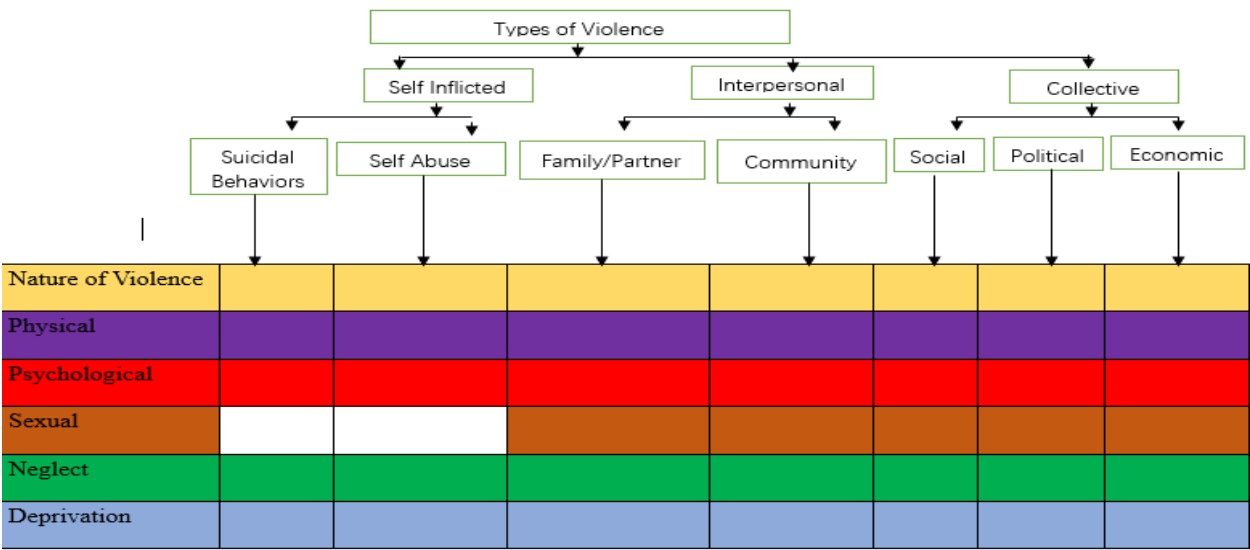 Types of Violence
Self Inflicted
Interpersonal
Collective
Suicidal
Behaviors
Self Abuse
Family/Partner
Community
Social
Political
Economic
Nature of Violence
Physical
Psychological
Sexual
Neglect
Deprivation